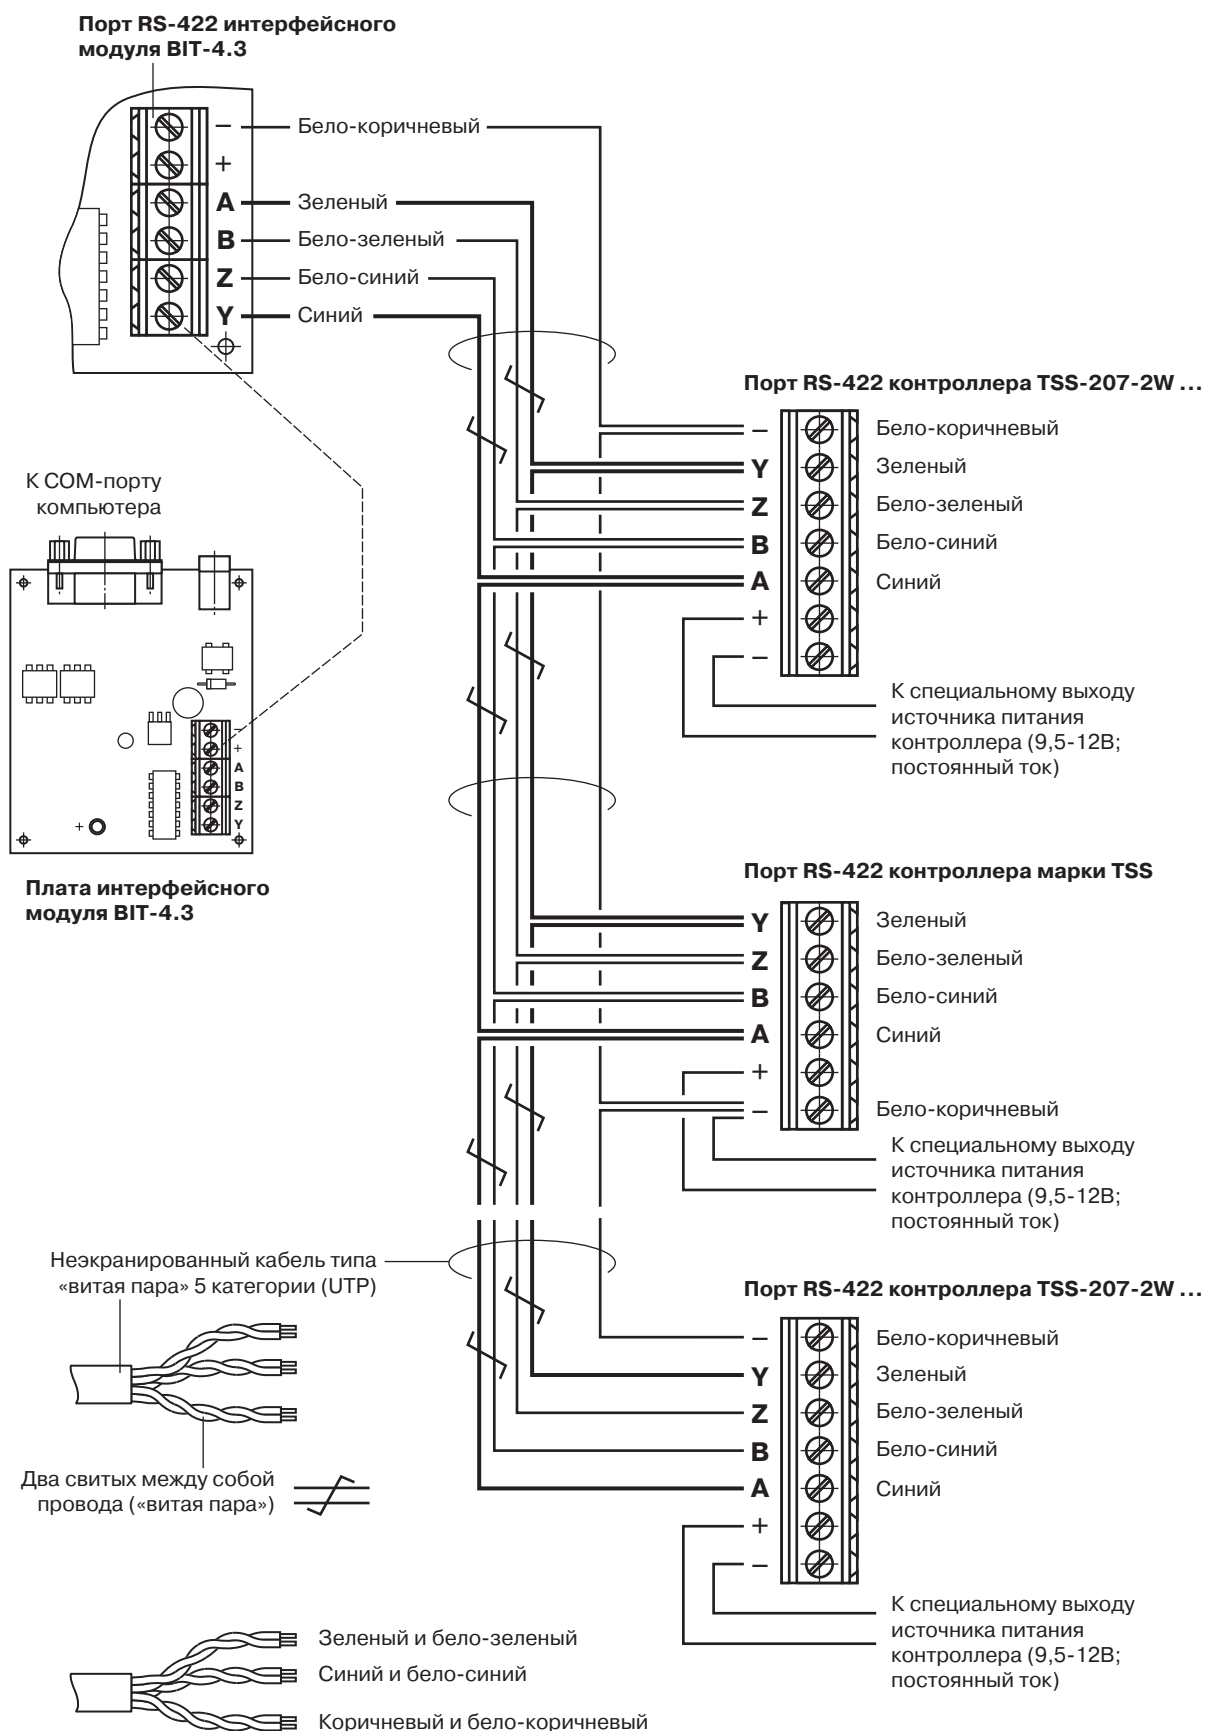 Порт RS-422 интерфейсного
модуля BIT-4.3
–
+
A
B
Z
Y
Бело-коричневый
Зеленый
Бело-зеленый
Бело-синий
Синий
Порт RS-422 контроллера TSS-207-2W ...
–
Y
Z
B
A
+
–
Бело-коричневый
Зеленый
Бело-зеленый
Бело-синий
Синий
К специальному выходу
источника питания
контроллера (9,5-12В;
постоянный ток)
К COM-порту
компьютера
–
+
A
B
Z
Y
+
Плата интерфейсного
модуля BIT-4.3
Порт RS-422 контроллера марки TSS
Y
Z
B
A
+
–
Зеленый
Бело-зеленый
Бело-синий
Синий
Бело-коричневый
К специальному выходу
источника питания
контроллера (9,5-12В;
постоянный ток)
Неэкранированный кабель типа
«витая пара» 5 категории (UTP)
Два свитых между собой
провода («витая пара»)
Порт RS-422 контроллера TSS-207-2W ...
–
Y
Z
B
A
+
–
Бело-коричневый
Зеленый
Бело-зеленый
Бело-синий
Синий
К специальному выходу
источника питания
контроллера (9,5-12В;
постоянный ток)
Зеленый и бело-зеленый
Синий и бело-синий
Коричневый и бело-коричневый